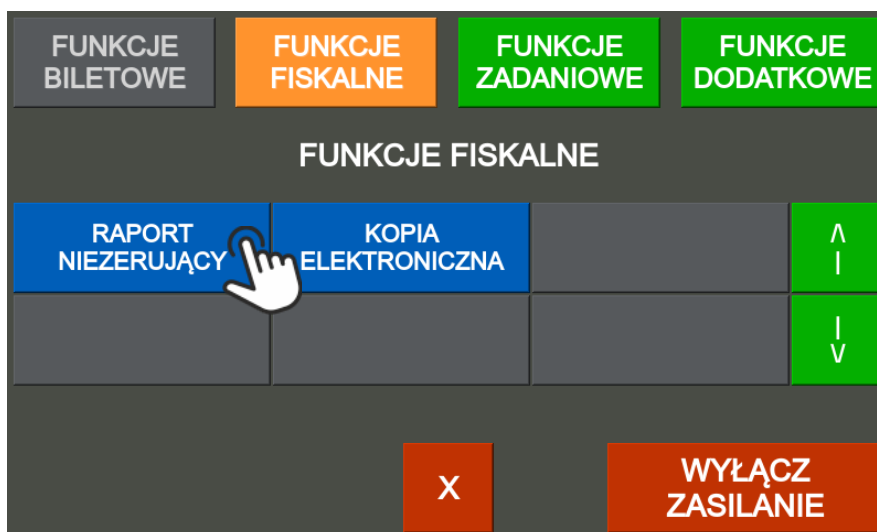 FUNKCJE
BILETOWE
FUNKCJE
FISKALNE
FUNKCJE
ZADANIOWE
FUNKCJE
DODATKOWE
FUNKCJE FISKALNE
RAPORT
NIEZERUJĄCY
KOPIA
ELEKTRONICZNA
X
WYŁĄCZ
ZASILANIE